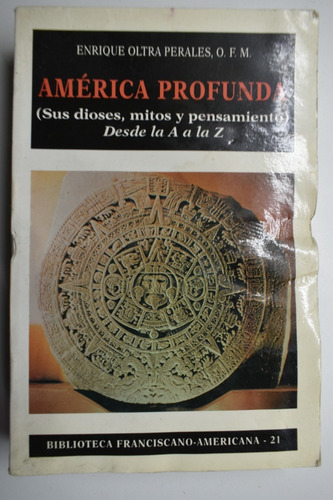 ENRIQUE OLTRA PERALES, O. F. M.
AMÉRICA PROFUNDA
(Sus dioses, mitos y pensamiento)
Desde la A a la Z
BIBLIOTECA FRANCISCANO-AMERICANA - 21